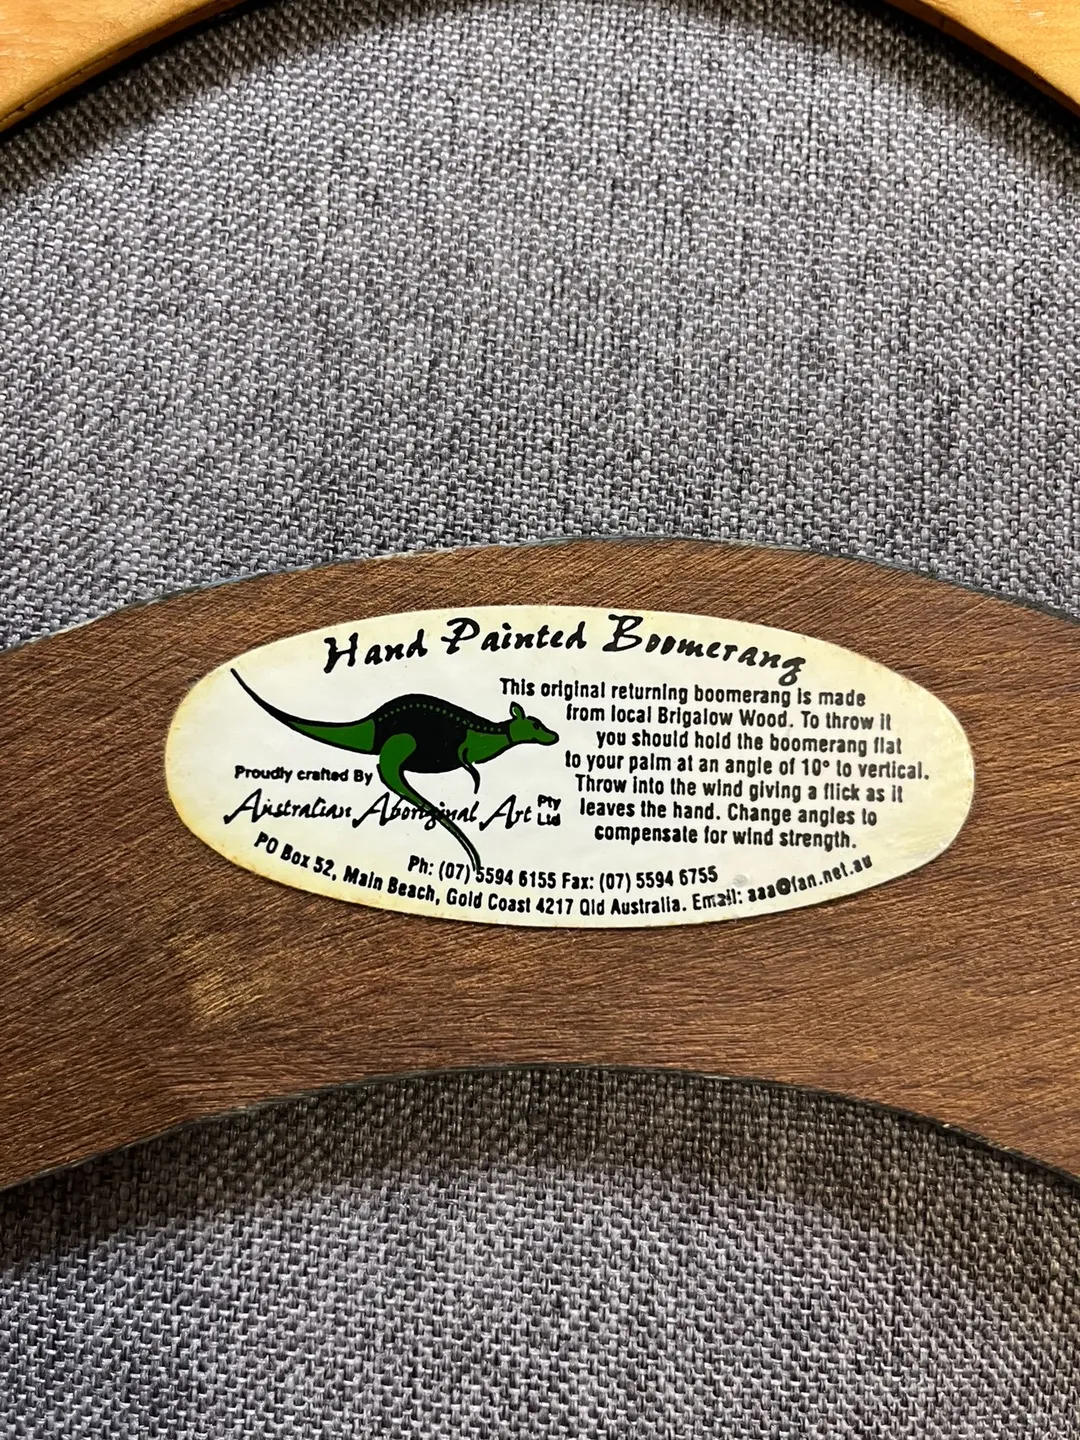 Hand Painted Boomerang
This original returning boomerang is made
from local Brigalow Wood. To throw it
you should hold the boomerang flat
to your palm at an angle of 10° to vertical.
Throw into the wind giving a flick as it
leaves the hand. Change angles to
compensate for wind strength.
Proudly crafted By
Australian Aboriginal Art Pty Ltd
Ph: (07) 5594 6155 Fax: (07) 5594 6755
PO Box 52, Main Beach, Gold Coast 4217 Qld Australia. Email: aaa@fan.net.au